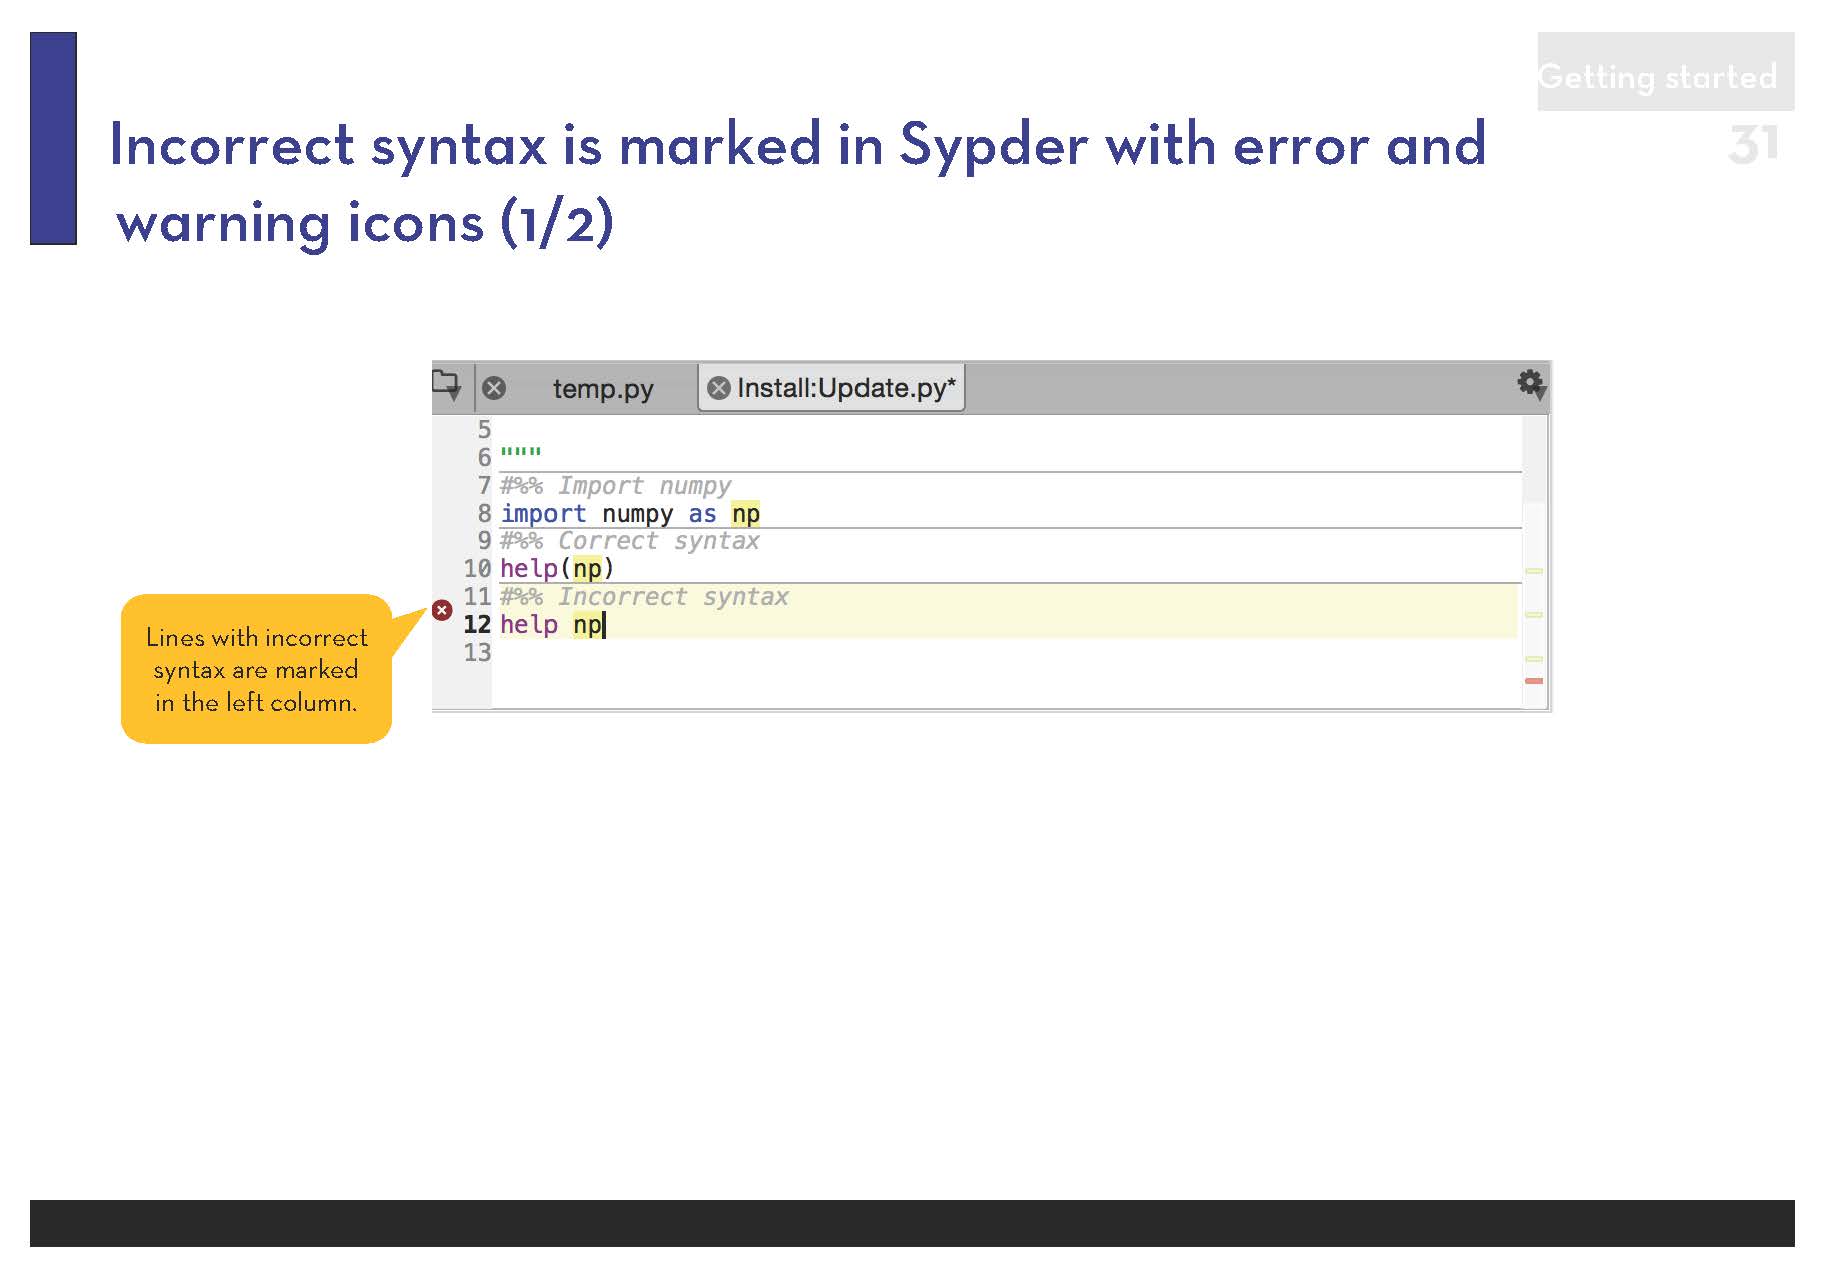 Getting started
31
Incorrect syntax is marked in Sypder with error and
warning icons (1/2)
temp.py
Install:Update.py*
5
6 """
7 #%% Import numpy
8 import numpy as np
9 #%% Correct syntax
10 help(np)
11 #%% Incorrect syntax
12 help np
13
Lines with incorrect
syntax are marked
in the left column.